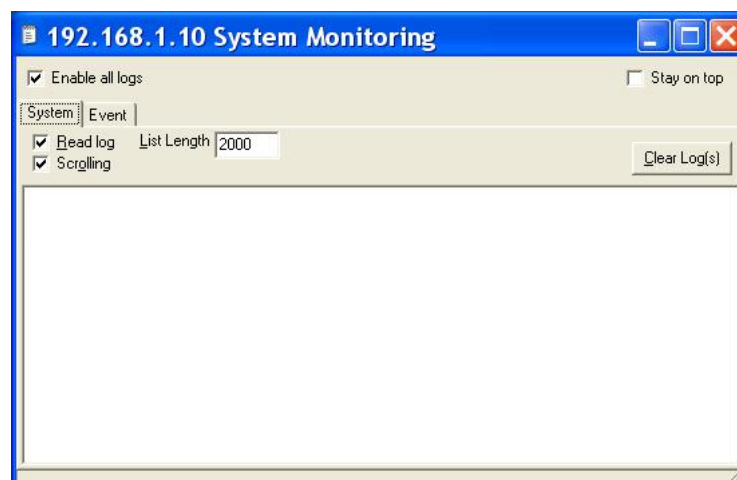 192.168.1.10 System Monitoring
Enable all logs Stay on top
System Event
Read log List Length 2000
Scrolling Clear Log(s)